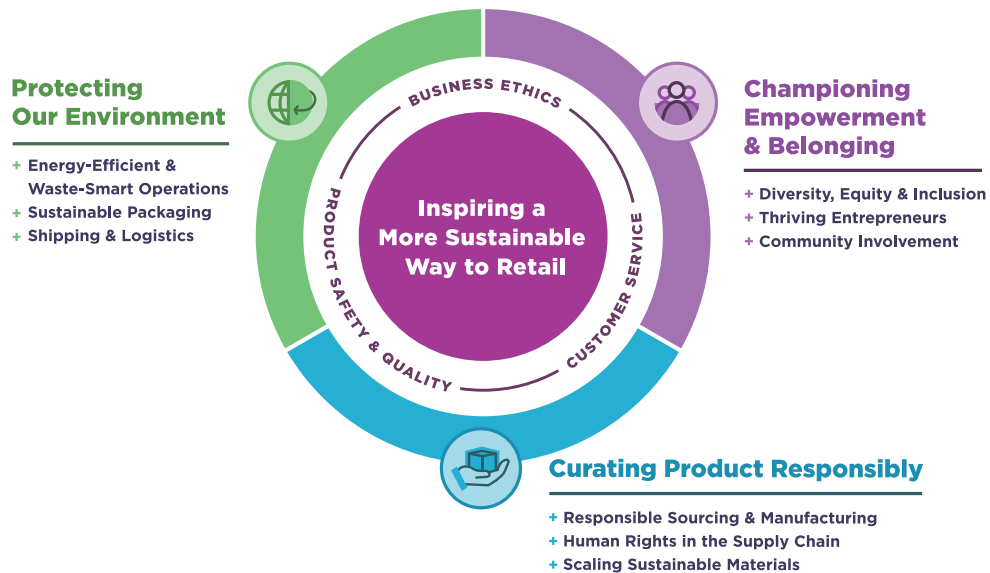 Protecting
Our Environment
+ Energy-Efficient &
Waste-Smart Operations
+ Sustainable Packaging
+ Shipping & Logistics
BUSINESS ETHICS
PRODUCT SAFETY & QUALITY
CUSTOMER SERVICE
Inspiring a
More Sustainable
Way to Retail
Championing
Empowerment
& Belonging
+ Diversity, Equity & Inclusion
+ Thriving Entrepreneurs
+ Community Involvement
Curating Product Responsibly
+ Responsible Sourcing & Manufacturing
+ Human Rights in the Supply Chain
+ Scaling Sustainable Materials